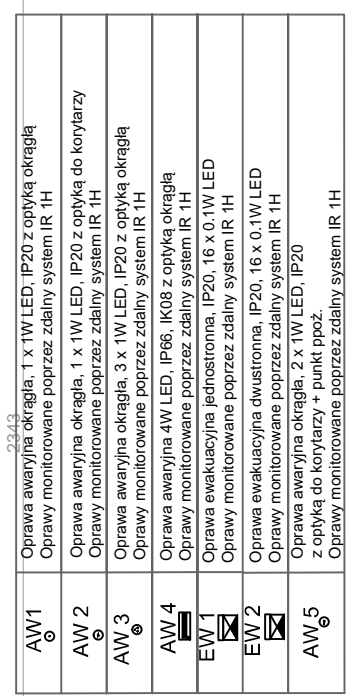 AW1
Oprawa awaryjna okrągła, 1 x 1W LED, IP20 z optyką okrągłą
Oprawy monitorowane poprzez zdalny system IR 1H
AW 2
Oprawa awaryjna okrągła, 1 x 1W LED, IP20 z optyką do korytarzy
Oprawy monitorowane poprzez zdalny system IR 1H
AW 3
Oprawa awaryjna okrągła, 3 x 1W LED, IP20 z optyką okrągłą
Oprawy monitorowane poprzez zdalny system IR 1H
AW 4
Oprawa awaryjna 4W LED, IP66, IK08 z optyką okrągłą
Oprawy monitorowane poprzez zdalny system IR 1H
EW 1
Oprawa ewakuacyjna jednostronna, IP20, 16 x 0.1W LED
Oprawy monitorowane poprzez zdalny system IR 1H
EW 2
Oprawa ewakuacyjna dwustronna, IP20, 16 x 0.1W LED
Oprawy monitorowane poprzez zdalny system IR 1H
AW 5
Oprawa awaryjna okrągła, 2 x 1W LED, IP20
z optyką do korytarzy + punkt ppoż.
Oprawy monitorowane poprzez zdalny system IR 1H
2343